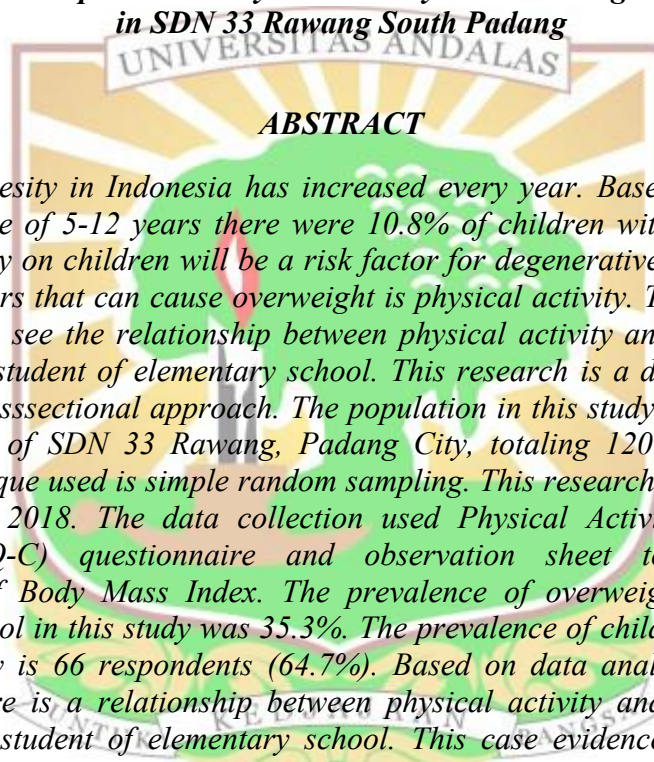 in SDN 33 Rawang South Padang
UNIVERSITAS ANDALAS
ABSTRACT
esity in Indonesia has increased every year. Base
e of 5-12 years there were 10.8% of children wit
y on children will be a risk factor for degenerative
rs that can cause overweight is physical activity. T
see the relationship between physical activity an
student of elementary school. This research is a d
sssectional approach. The population in this study
of SDN 33 Rawang, Padang City, totaling 120
que used is simple random sampling. This research
2018. The data collection used Physical Activ
Q-C) questionnaire and observation sheet t
f Body Mass Index. The prevalence of overweig
ol in this study was 35.3%. The prevalence of chila
y is 66 respondents (64.7%). Based on data anal
re is a relationship between physical activity and
UNTUK
student of elementary school. This case evidence